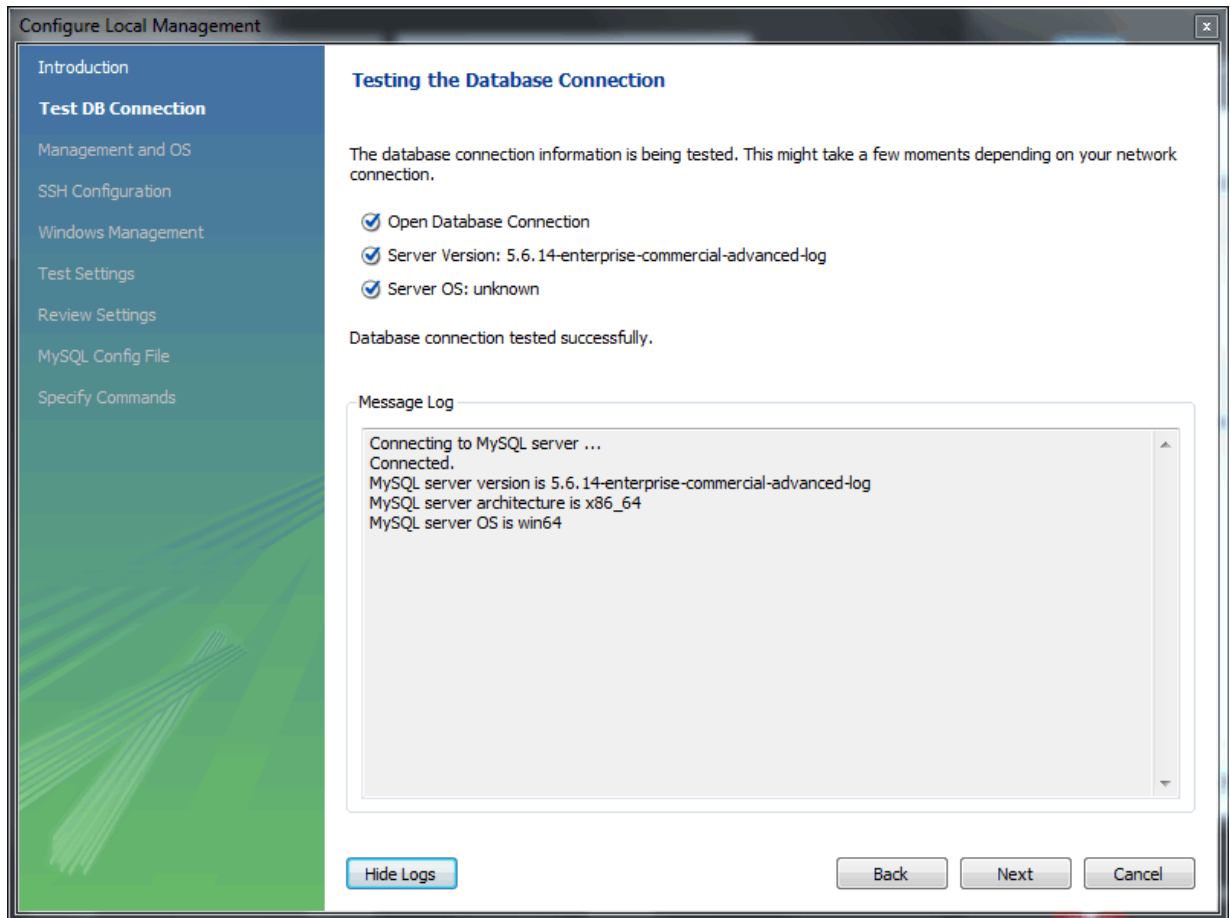 Configure Local Management
x
Introduction
Test DB Connection
Management and OS
SSH Configuration
Windows Management
Test Settings
Review Settings
MySQL Config File
Specify Commands
Testing the Database Connection
The database connection information is being tested. This might take a few moments depending on your network
connection.
Open Database Connection
Server Version: 5.6.14-enterprise-commercial-advanced-log
Server OS: unknown
Database connection tested successfully.
Message Log
Connecting to MySQL server ...
Connected.
MySQL server version is 5.6.14-enterprise-commercial-advanced-log
MySQL server architecture is x86_64
MySQL server OS is win64
Hide Logs
Back
Next
Cancel